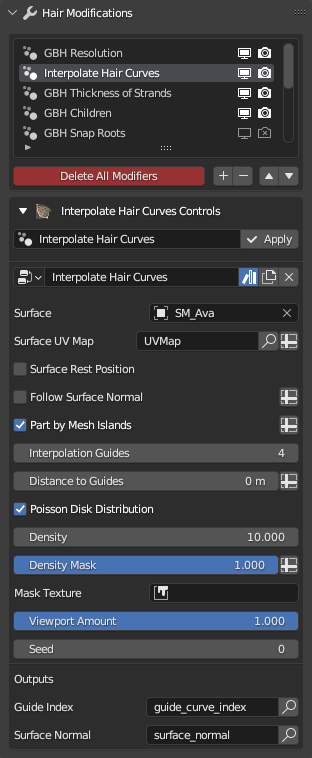 Hair Modifications
GBH Resolution
Interpolate Hair Curves
GBH Thickness of Strands
GBH Children
GBH Snap Roots
Delete All Modifiers
Interpolate Hair Curves Controls
Interpolate Hair Curves Apply
Interpolate Hair Curves
Surface SM_Ava
Surface UV Map UVMap
Surface Rest Position
Follow Surface Normal
Part by Mesh Islands
Interpolation Guides 4
Distance to Guides 0 m
Poisson Disk Distribution
Density 10.000
Density Mask 1.000
Mask Texture
Viewport Amount 1.000
Seed 0
Outputs
Guide Index guide_curve_index
Surface Normal surface_normal